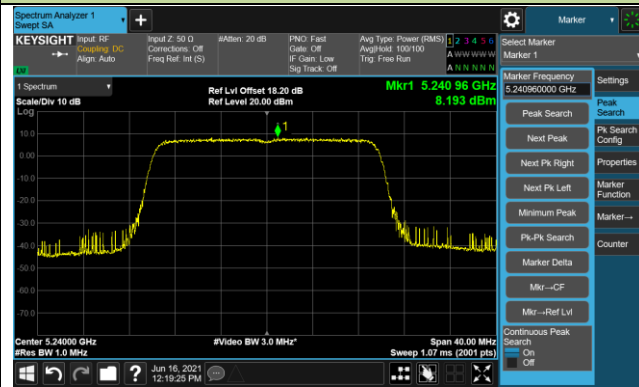 Spectrum Analyzer 1
Swept SA
Marker
KEYSIGHT
Input: RF
Coupling: DC
Align: Auto
Input Z: 50 Ω
Corrections: Off
Freq Ref: Int (S)
#Atten: 20 dB
PNO: Fast
Gate: Off
IF Gain: Low
Sig Track: Off
Avg Type: Power (RMS)
Avg|Hold: 100/100
Trig: Free Run
1 2 3 4 5 6
A W W W W W
A N N N N N
Select Marker
Marker 1
1 Spectrum
Scale/Div 10 dB
Log
Ref Lvl Offset 18.20 dB
Ref Level 20.00 dBm
Mkr1 5.240 96 GHz
8.193 dBm
1
10.0
0.00
-10.0
-20.0
-30.0
-40.0
-50.0
-60.0
-70.0
Center 5.24000 GHz
#Res BW 1.0 MHz
#Video BW 3.0 MHz*
Span 40.00 MHz
Sweep 1.07 ms (2001 pts)
Marker Frequency
5.240960000 GHz
Peak Search
Next Peak
Next Pk Right
Next Pk Left
Minimum Peak
Pk-Pk Search
Marker Delta
Mkr→CF
Mkr→Ref Lvl
Continuous Peak
Search
On
Off
Settings
Peak
Search
Pk Search
Config
Properties
Marker
Function
Marker→
Counter
?
Jun 16, 2021
12:19:25 PM